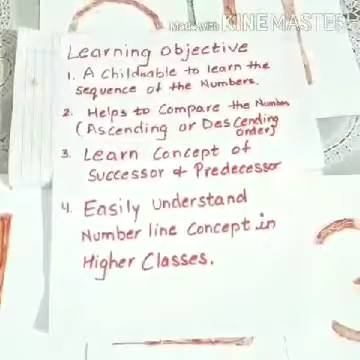 Made with KINEMASTER
Learning objective
1. A Child able to learn the
sequence of the Numbers.
2. Helps to Compare the Number
(Ascending or Descending
order)
3. Learn Concept of
Successor & Predecessor
4. Easily Understand
Number line Concept in
Higher Classes.